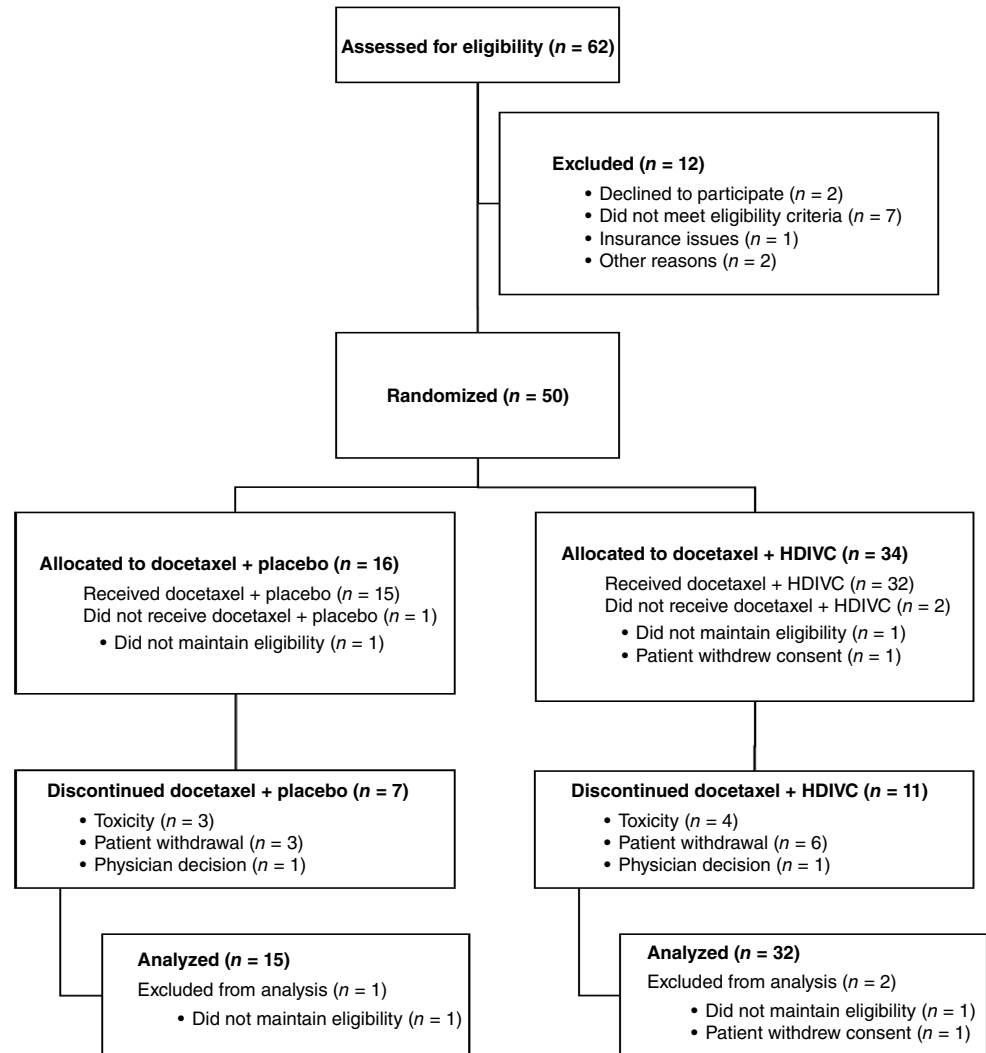 Assessed for eligibility (n = 62)
Excluded (n = 12)
• Declined to participate (n = 2)
• Did not meet eligibility criteria (n = 7)
• Insurance issues (n = 1)
• Other reasons (n = 2)
Randomized (n = 50)
Allocated to docetaxel + placebo (n = 16)
Received docetaxel + placebo (n = 15)
Did not receive docetaxel + placebo (n = 1)
• Did not maintain eligibility (n = 1)
Allocated to docetaxel + HDIVC (n = 34)
Received docetaxel + HDIVC (n = 32)
Did not receive docetaxel + HDIVC (n = 2)
• Did not maintain eligibility (n = 1)
• Patient withdrew consent (n = 1)
Discontinued docetaxel + placebo (n = 7)
• Toxicity (n = 3)
• Patient withdrawal (n = 3)
• Physician decision (n = 1)
Discontinued docetaxel + HDIVC (n = 11)
• Toxicity (n = 4)
• Patient withdrawal (n = 6)
• Physician decision (n = 1)
Analyzed (n = 15)
Excluded from analysis (n = 1)
• Did not maintain eligibility (n = 1)
Analyzed (n = 32)
Excluded from analysis (n = 2)
• Did not maintain eligibility (n = 1)
• Patient withdrew consent (n = 1)